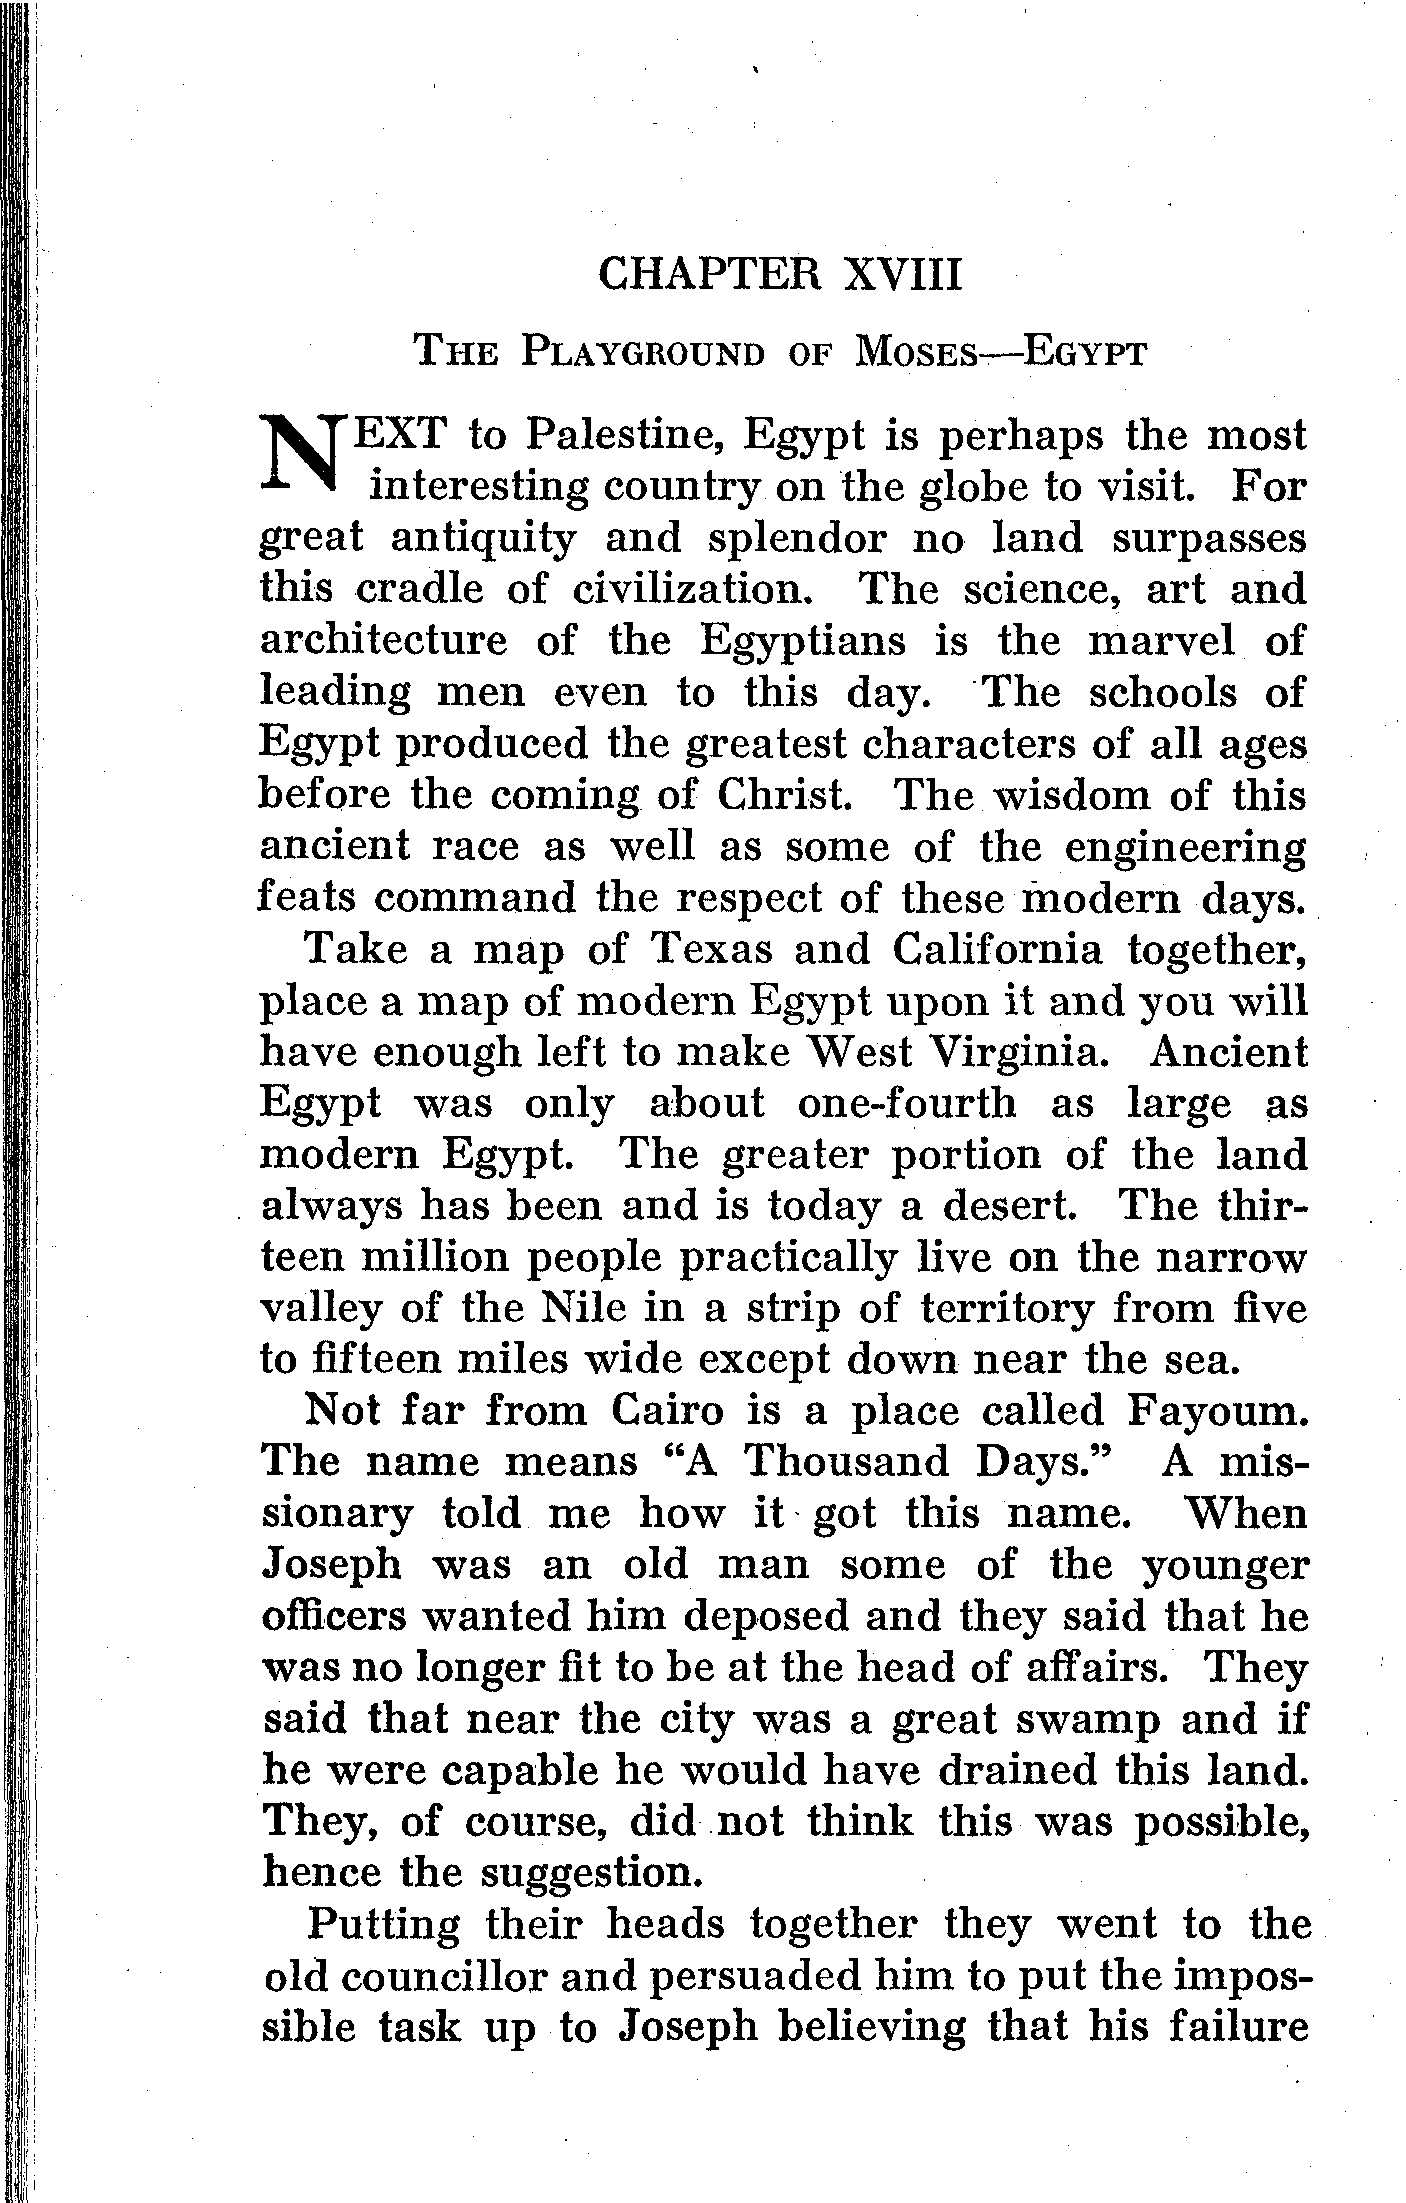 CHAPTER XVIII
THE PLAYGROUND OF MOSES—EGYPT
NEXT to Palestine, Egypt is perhaps the most
interesting country on the globe to visit. For
great antiquity and splendor no land surpasses
this cradle of civilization. The science, art and
architecture of the Egyptians is the marvel of
leading men even to this day. The schools of
Egypt produced the greatest characters of all ages
before the coming of Christ. The wisdom of this
ancient race as well as some of the engineering
feats command the respect of these modern days.
Take a map of Texas and California together,
place a map of modern Egypt upon it and you will
have enough left to make West Virginia. Ancient
Egypt was only about one-fourth as large as
modern Egypt. The greater portion of the land
always has been and is today a desert. The thir-
teen million people practically live on the narrow
valley of the Nile in a strip of territory from five
to fifteen miles wide except down near the sea.
Not far from Cairo is a place called Fayoum.
The name means "A Thousand Days." A mis-
sionary told me how it got this name. When
Joseph was an old man some of the younger
officers wanted him deposed and they said that he
was no longer fit to be at the head of affairs. They
said that near the city was a great swamp and if
he were capable he would have drained this land.
They, of course, did not think this was possible,
hence the suggestion.
Putting their heads together they went to the
old councillor and persuaded him to put the impos-
sible task up to Joseph believing that his failure